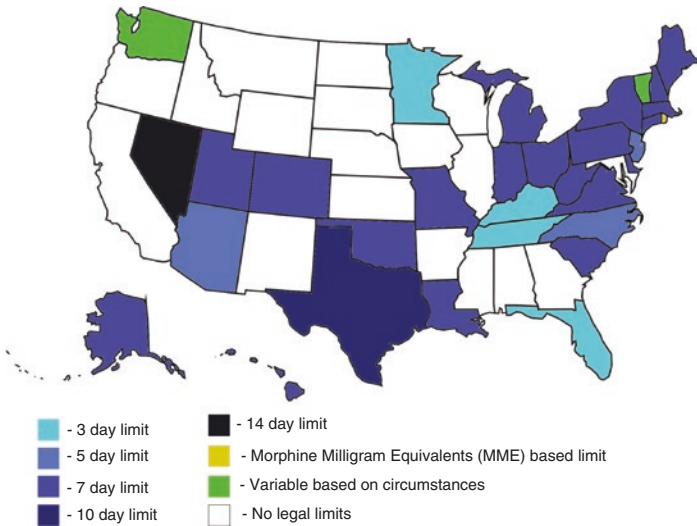 - 3 day limit
- 5 day limit
- 7 day limit
- 10 day limit
- 14 day limit
- Morphine Milligram Equivalents (MME) based limit
- Variable based on circumstances
- No legal limits